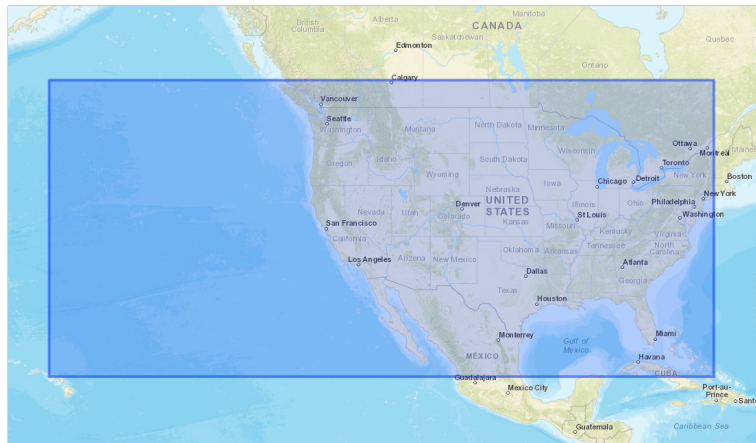 CANADA
Manitoba
Alberta
British
Columbia
Saskatchewan
Quebec
Edmonton
Ontario
Calgary
Vancouver
Seattle
Washington
Montana
North Dakota
Minnesota
Ottawa
Montreal
Maine
Oregon
Idaho
South Dakota
Wisconsin
Toronto
Wyoming
Chicago
Detroit
New York
Boston
Nebraska
Iowa
Nevada
Utah
Denver
Colorado
UNITED
STATES
Kansas
Illinois
Ohio
Philadelphia
New York
St Louis
Missouri
Washington
San Francisco
California
Kentucky
Virginia
Los Angeles
Arizona
New Mexico
Oklahoma
Arkansas
Tennessee
North
Carolina
Dallas
Atlanta
Texas
Georgia
Houston
Monterrey
Gulf of
Mexico
Miami
MÉXICO
Havana
CUBA
Guadalajara
Mexico City
Port-au-
Prince
Santo
Guatemala
Caribbean Sea